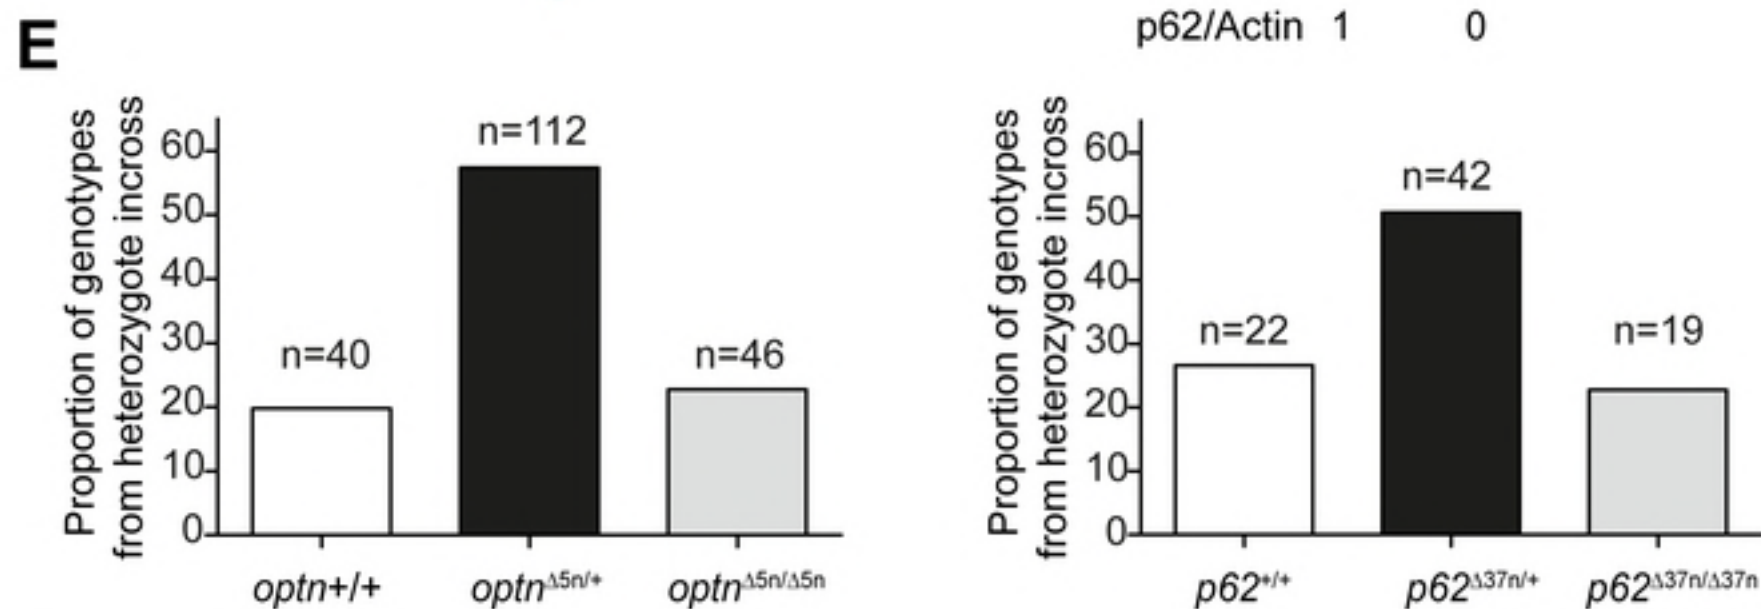 E
p62/Actin 1 0
Proportion of genotypes
from heterozygote incross
60
50
40
30
20
10
0
n=40
n=112
n=46
optn+/+
optnΔ5n/+
optnΔ5n/Δ5n
Proportion of genotypes
from heterozygote incross
60
50
40
30
20
10
0
n=22
n=42
n=19
p62+/+
p62Δ37n/+
p62Δ37n/Δ37n